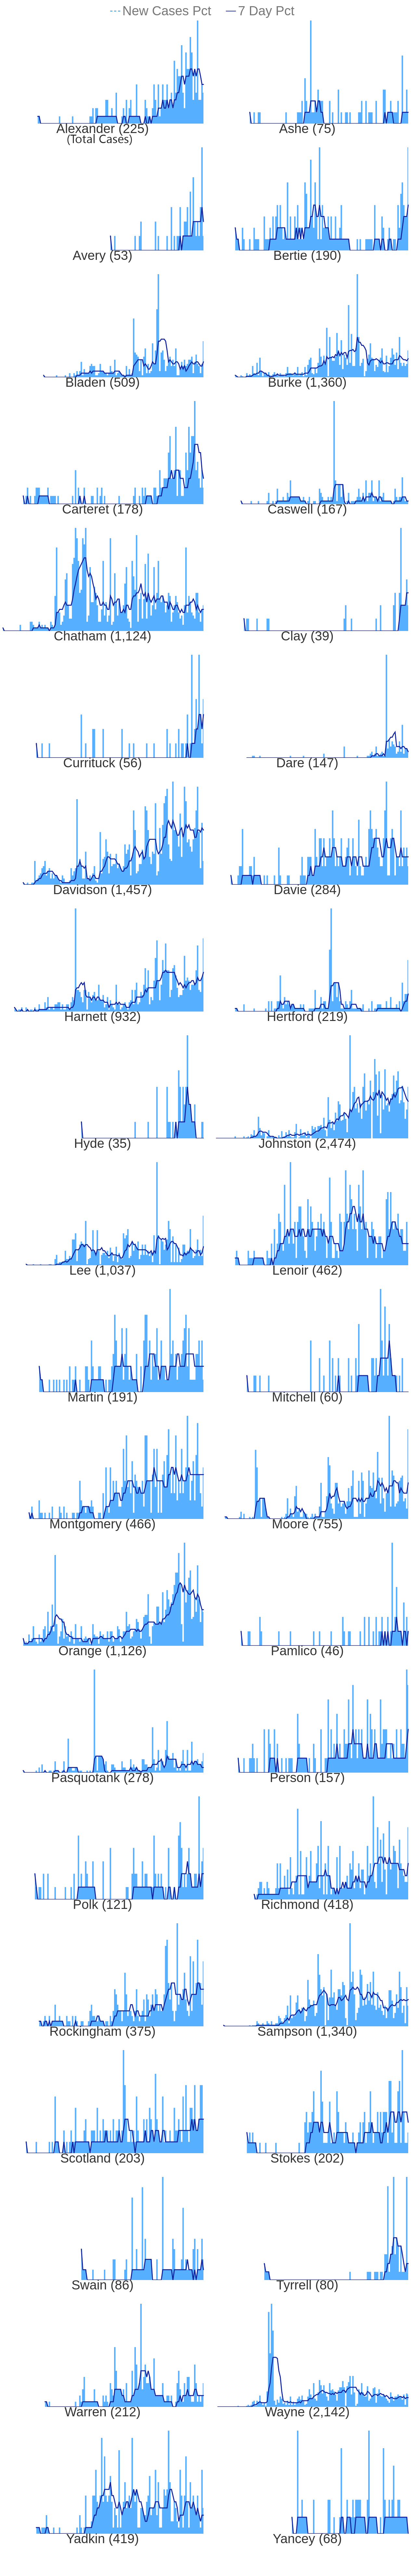 New Cases Pct 7 Day Pct
Alexander (225) Ashe (75)
(Total Cases)
Avery (53) Bertie (190)
Bladen (509) Burke (1,360)
Carteret (178) Caswell (167)
Chatham (1,124) Clay (39)
Currituck (56) Dare (147)
Davidson (1,457) Davie (284)
Harnett (932) Hertford (219)
Hyde (35) Johnston (2,474)
Lee (1,037) Lenoir (462)
Martin (191) Mitchell (60)
Montgomery (466) Moore (755)
Orange (1,126) Pamlico (46)
Pasquotank (278) Person (157)
Polk (121) Richmond (418)
Rockingham (375) Sampson (1,340)
Scotland (203) Stokes (202)
Swain (86) Tyrrell (80)
Warren (212) Wayne (2,142)
Yadkin (419) Yancey (68)